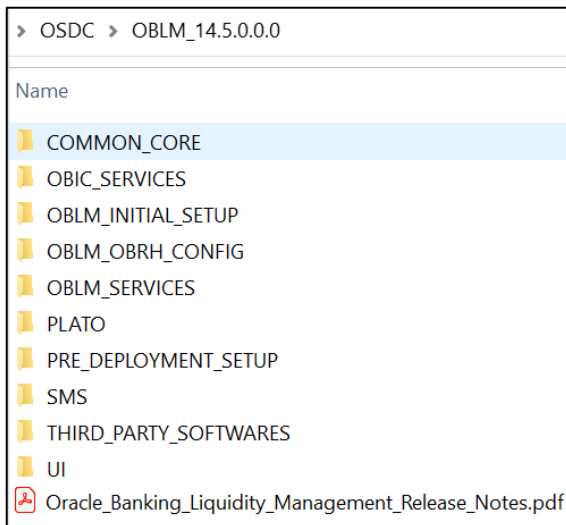 > OSDC > OBLM_14.5.0.0.0
Name
COMMON_CORE
OBIC_SERVICES
OBLM_INITIAL_SETUP
OBLM_OBRH_CONFIG
OBLM_SERVICES
PLATO
PRE_DEPLOYMENT_SETUP
SMS
THIRD_PARTY_SOFTWARES
UI
Oracle_Banking_Liquidity_Management_Release_Notes.pdf